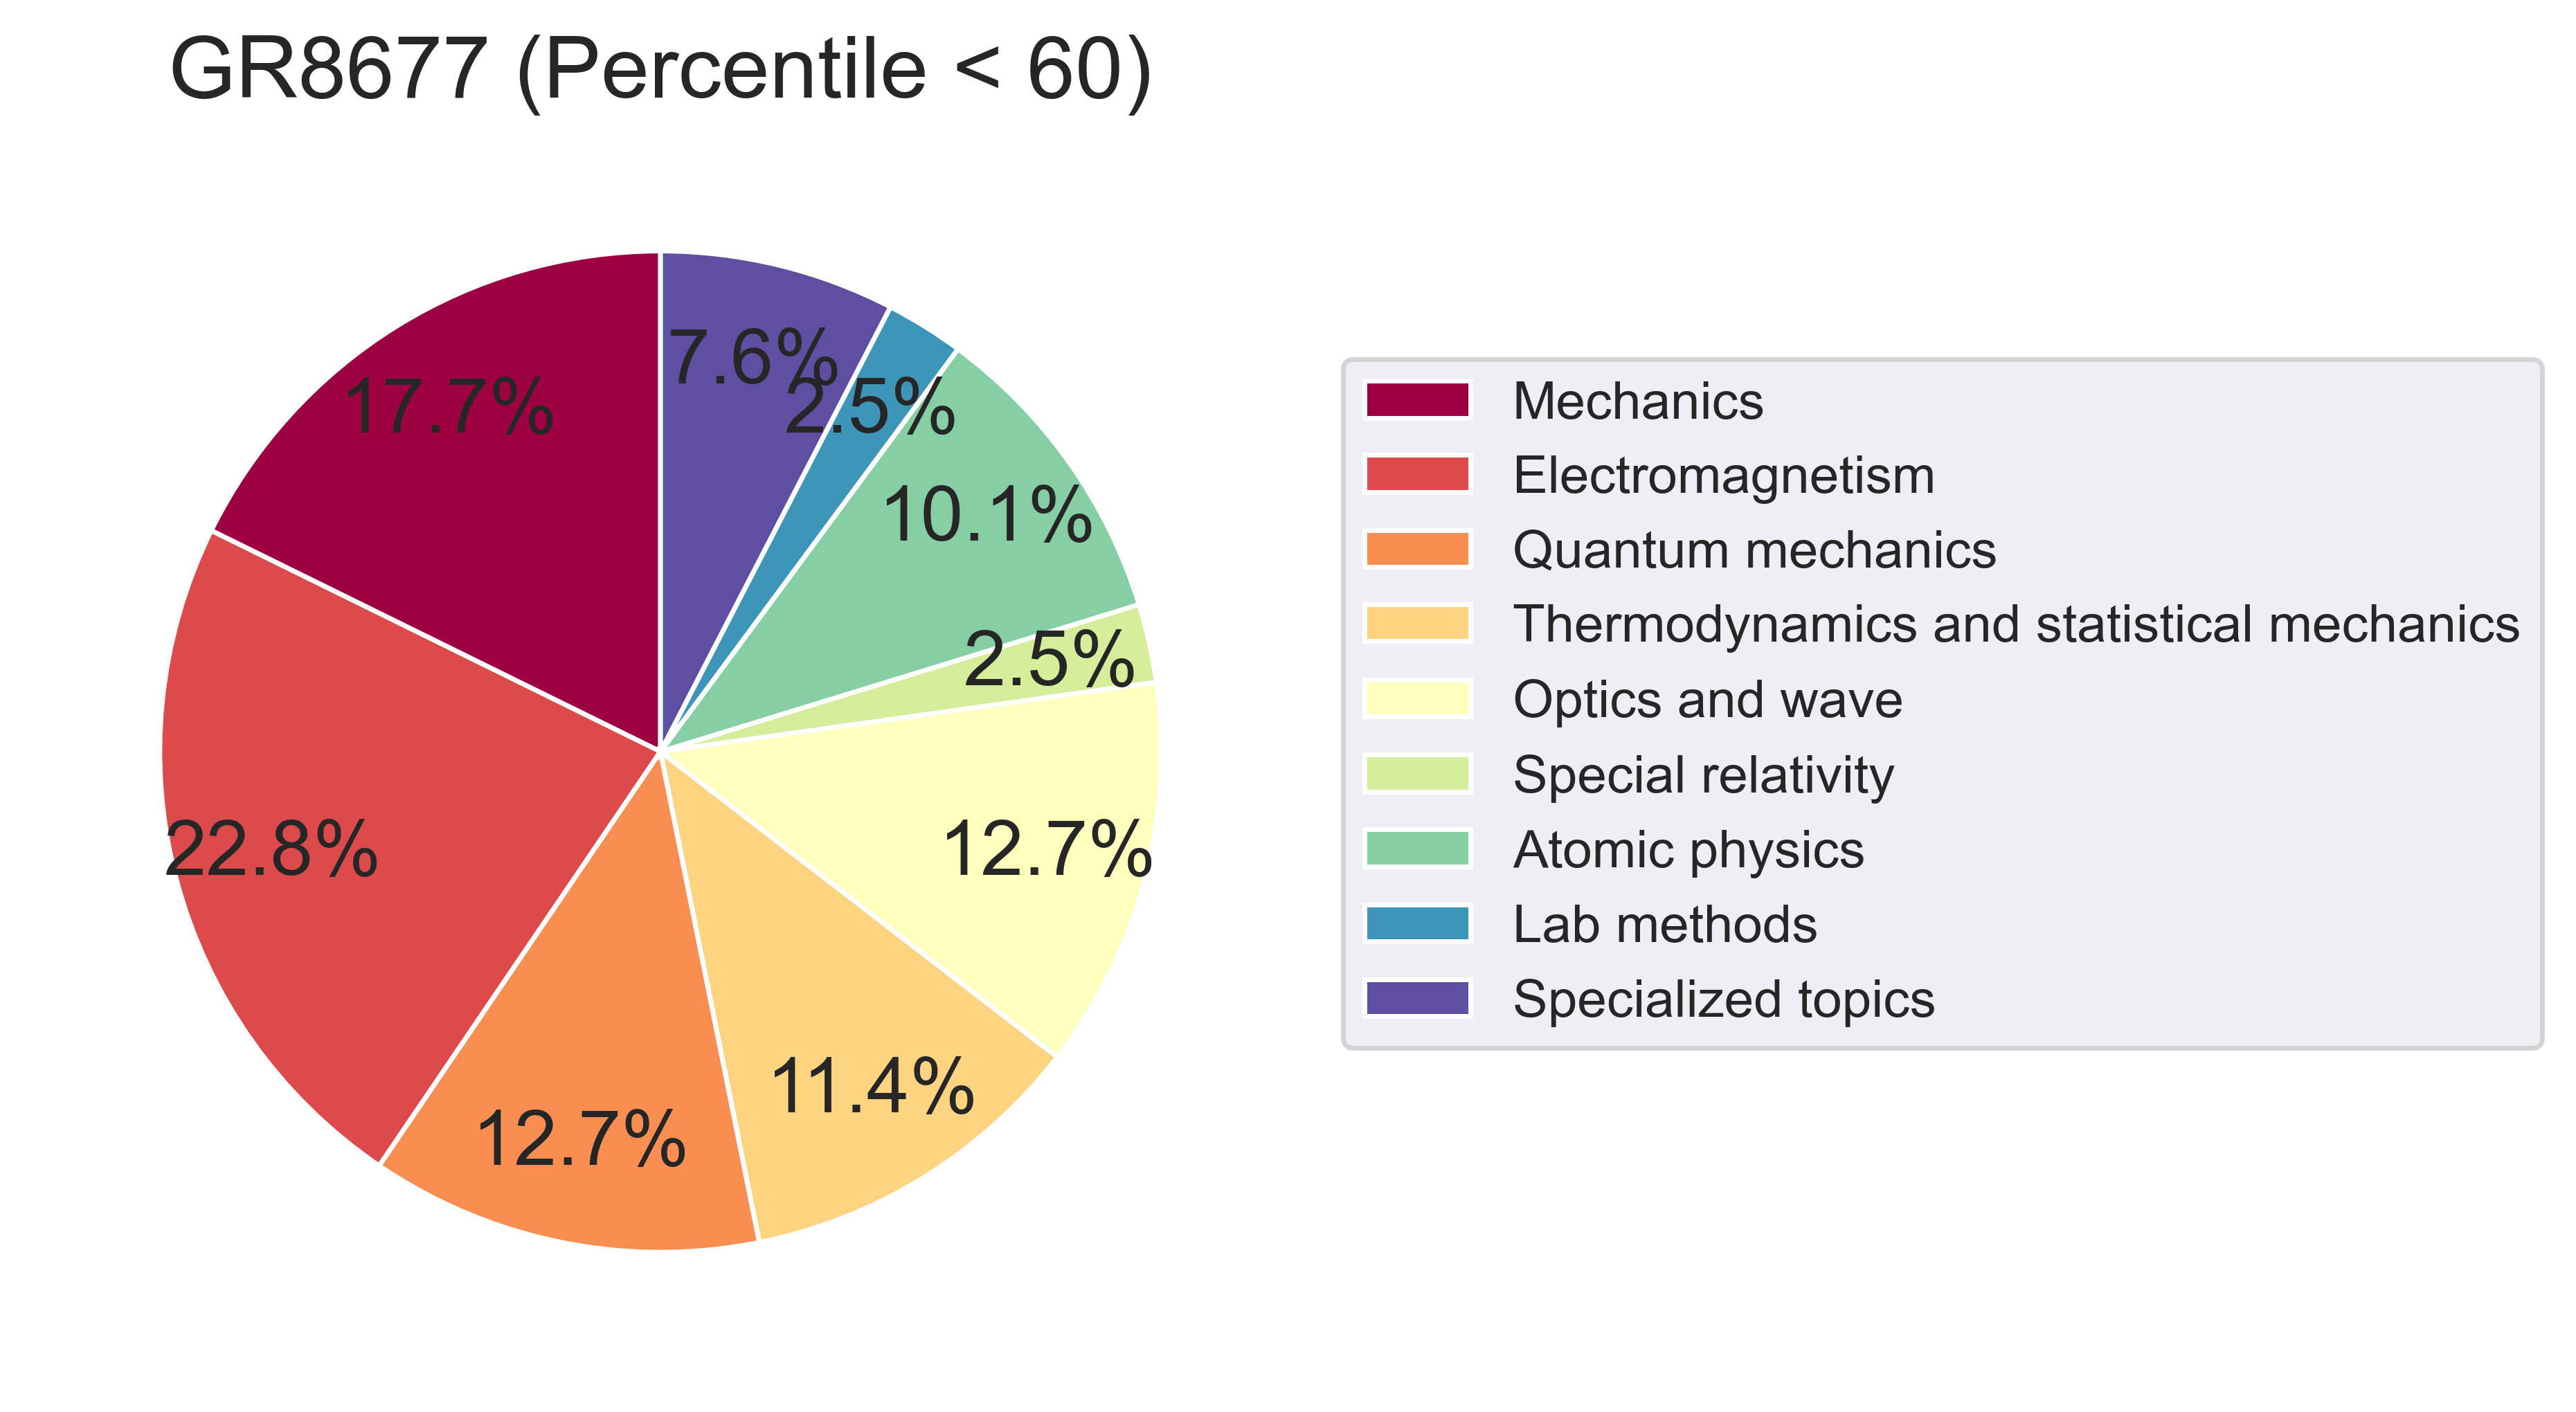 GR8677 (Percentile < 60)
7.6%
2.5%
17.7%
10.1%
2.5%
22.8%
12.7%
11.4%
12.7%
Mechanics
Electromagnetism
Quantum mechanics
Thermodynamics and statistical mechanics
Optics and wave
Special relativity
Atomic physics
Lab methods
Specialized topics